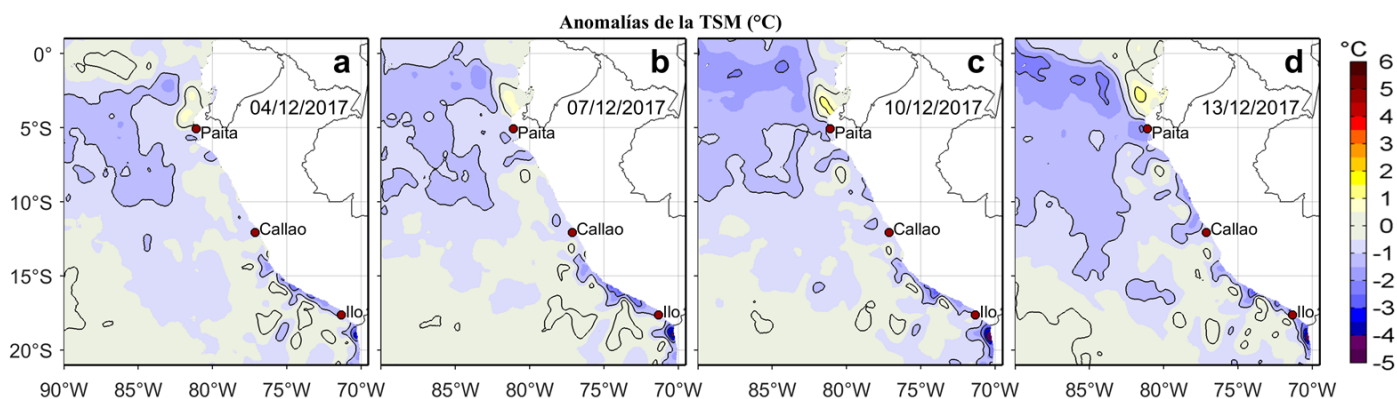 Anomalías de la TSM (°C)
a
04/12/2017
Paita
Callao
Ilo
b
07/12/2017
Paita
Callao
Ilo
c
10/12/2017
Paita
Callao
Ilo
d
13/12/2017
Paita
Callao
Ilo
0°
5°S
10°S
15°S
20°S
90°W 85°W 80°W 75°W 70°W
85°W 80°W 75°W 70°W
85°W 80°W 75°W 70°W
85°W 80°W 75°W 70°W
°C
6
5
4
3
2
1
0
-1
-2
-3
-4
-5